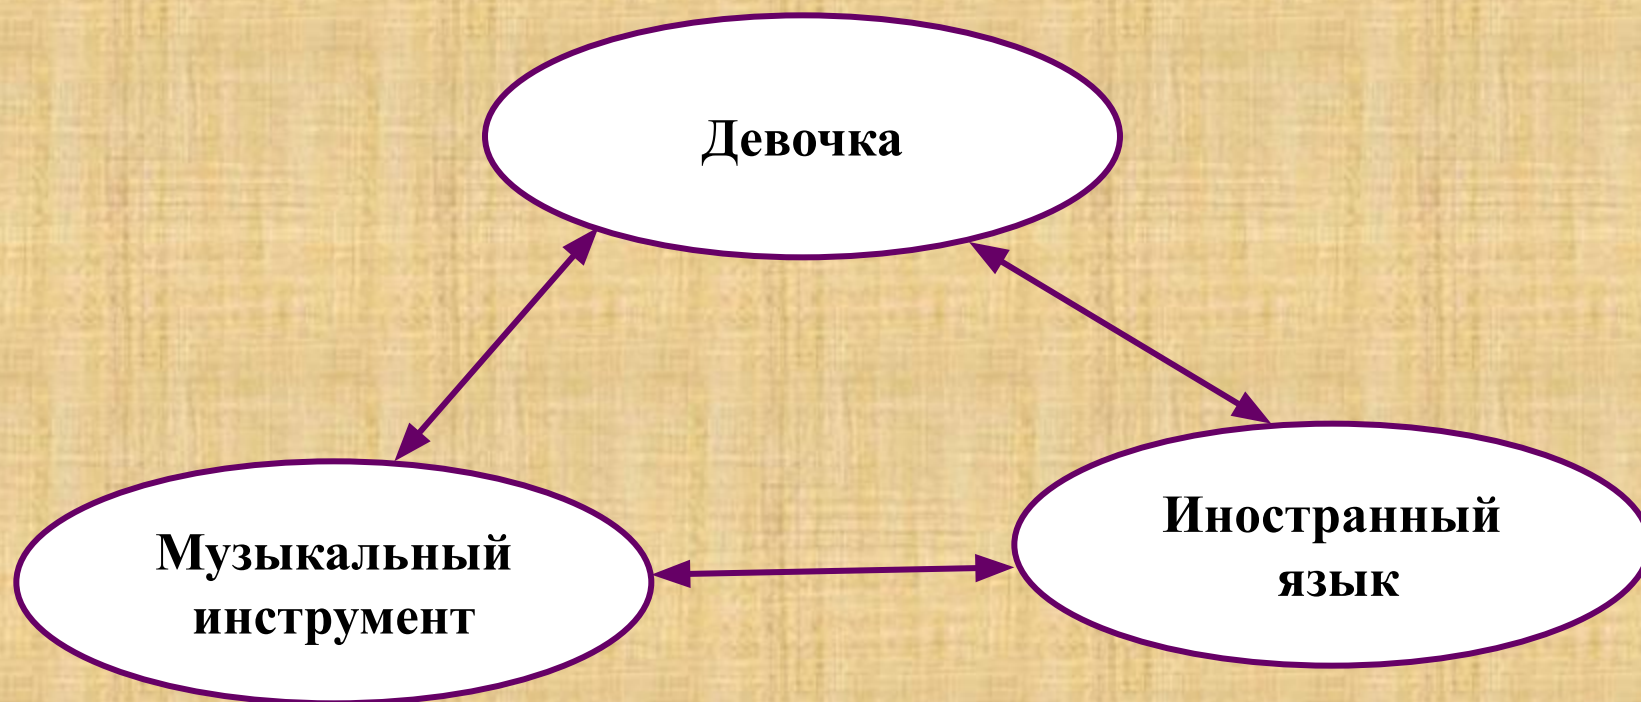 Девочка
Музыкальный
инструмент
Иностранный
язык